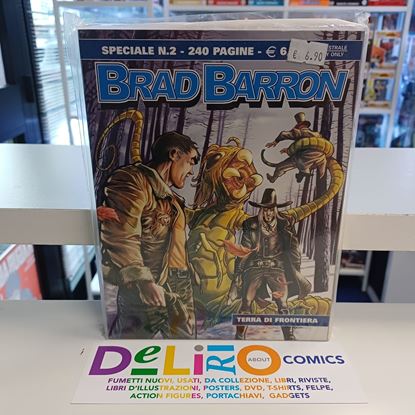 SPECIALE N.2 - 240 PAGINE - € 6
€ 6.90
BRAD BARRON
TERRA DI FRONTIERA
DeLiRiO ABOUT COMICS
FUMETTI NUOVI, USATI, DA COLLEZIONE, LIBRI, RIVISTE,
LIBRI D'ILLUSTRAZIONI, POSTERS, DVD, T-SHIRTS, FELPE,
ACTION FIGURES, PORTACHIAVI, GADGETS